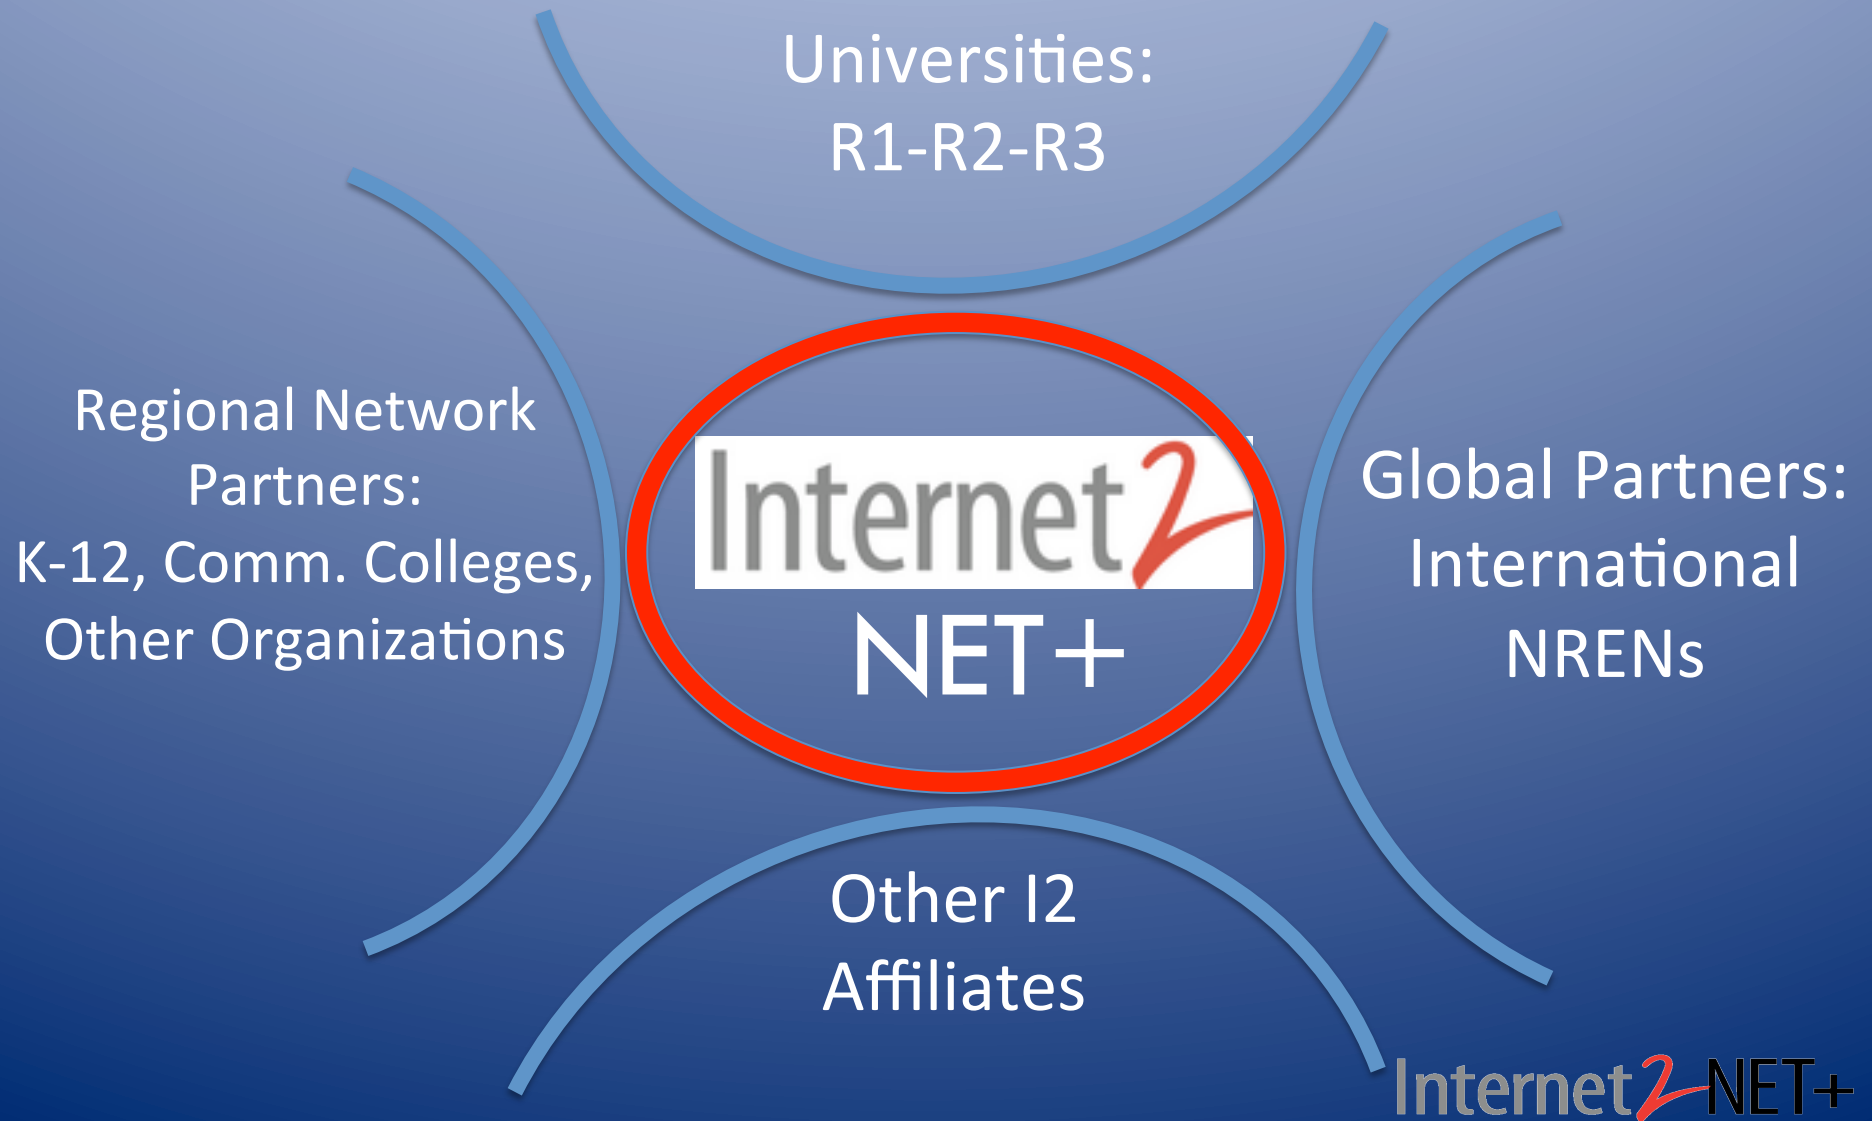 Universities:
R1-R2-R3
Regional Network
Partners:
K-12, Comm. Colleges,
Other Organizations
Internet2
NET+
Global Partners:
International
NRENs
Other I2
Affiliates
Internet2 NET+